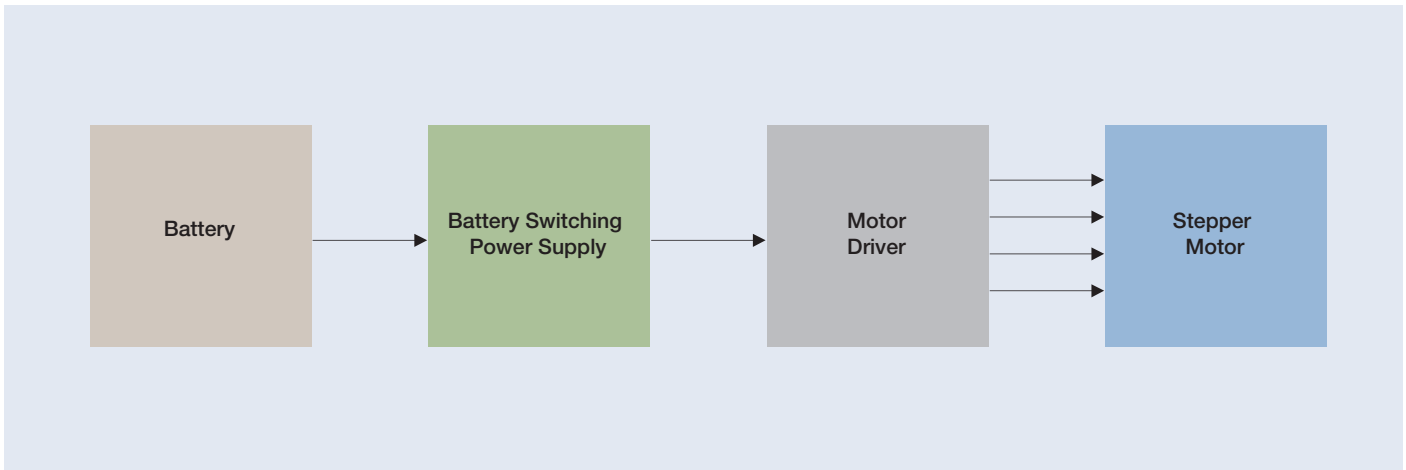 Battery
Battery Switching
Power Supply
Motor
Driver
Stepper
Motor